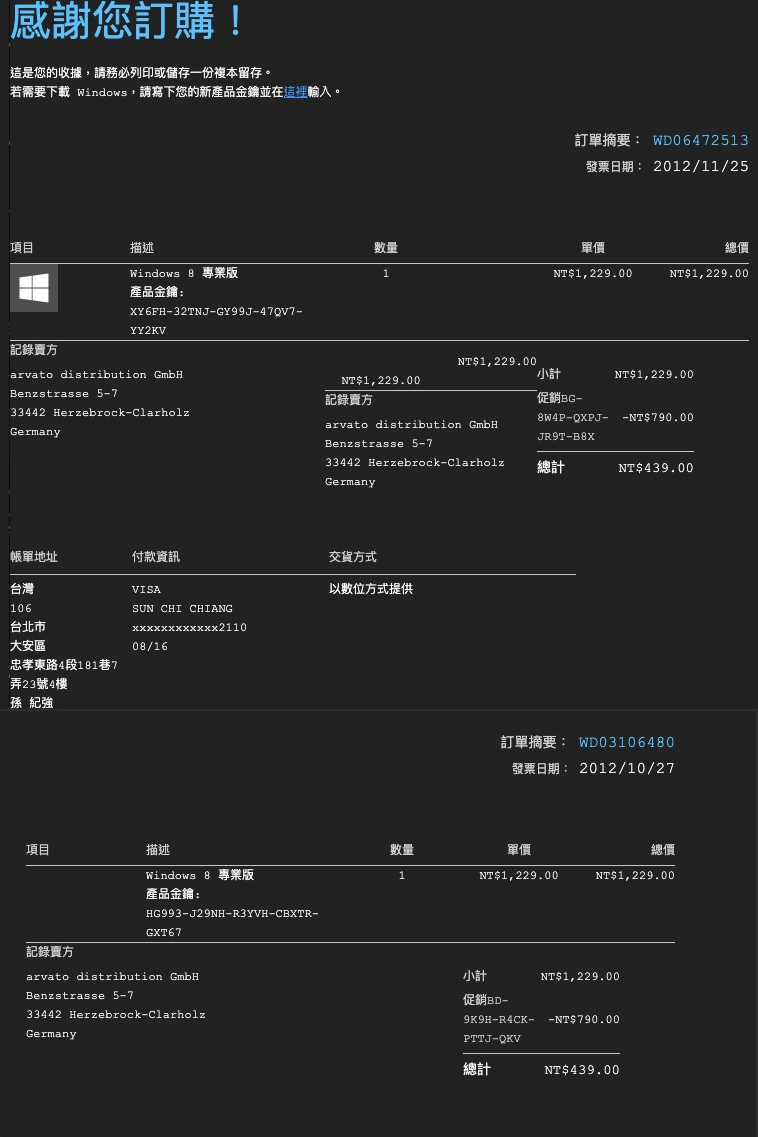 感謝您訂購！
這是您的收據，請務必列印或儲存一份複本留存。
若需要下載 Windows，請寫下您的新產品金鑰並在這裡輸入。
訂單摘要： WD06472513
發票日期： 2012/11/25
項目 描述 數量 單價 總價
Windows 8 專業版 1 NT$1,229.00 NT$1,229.00
產品金鑰:
XY6FH-32TNJ-GY99J-47QV7-
YY2KV
記錄賣方
arvato distribution GmbH
Benzstrasse 5-7
33442 Herzebrock-Clarholz
Germany
NT$1,229.00
NT$1,229.00
記錄賣方
arvato distribution GmbH
Benzstrasse 5-7
33442 Herzebrock-Clarholz
Germany
小計 NT$1,229.00
促銷BG-
8W4P-QXPJ- -NT$790.00
JR9T-B8X
總計 NT$439.00
帳單地址 付款資訊 交貨方式
台灣 VISA 以數位方式提供
106 SUN CHI CHIANG
台北市 xxxxxxxxxxxx2110
大安區 08/16
忠孝東路4段181巷7
弄23號4樓
孫 紀強
訂單摘要： WD03106480
發票日期： 2012/10/27
項目 描述 數量 單價 總價
Windows 8 專業版 1 NT$1,229.00 NT$1,229.00
產品金鑰:
HG993-J29NH-R3YVH-CBXTR-
GXT67
記錄賣方
arvato distribution GmbH
Benzstrasse 5-7
33442 Herzebrock-Clarholz
Germany
小計 NT$1,229.00
促銷BD-
9K9H-R4CK- -NT$790.00
PTTJ-QKV
總計 NT$439.00